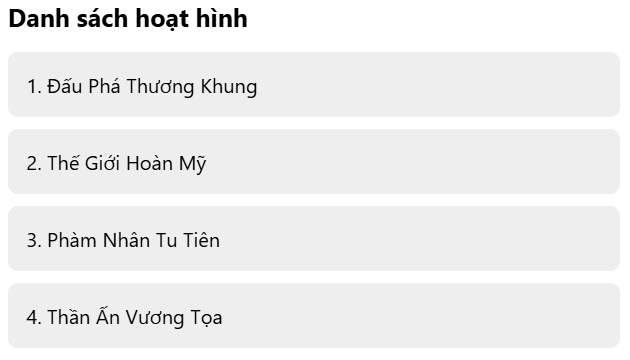 Danh sách hoạt hình
1. Đấu Phá Thương Khung
2. Thế Giới Hoàn Mỹ
3. Phàm Nhân Tu Tiên
4. Thần Ấn Vương Tọa